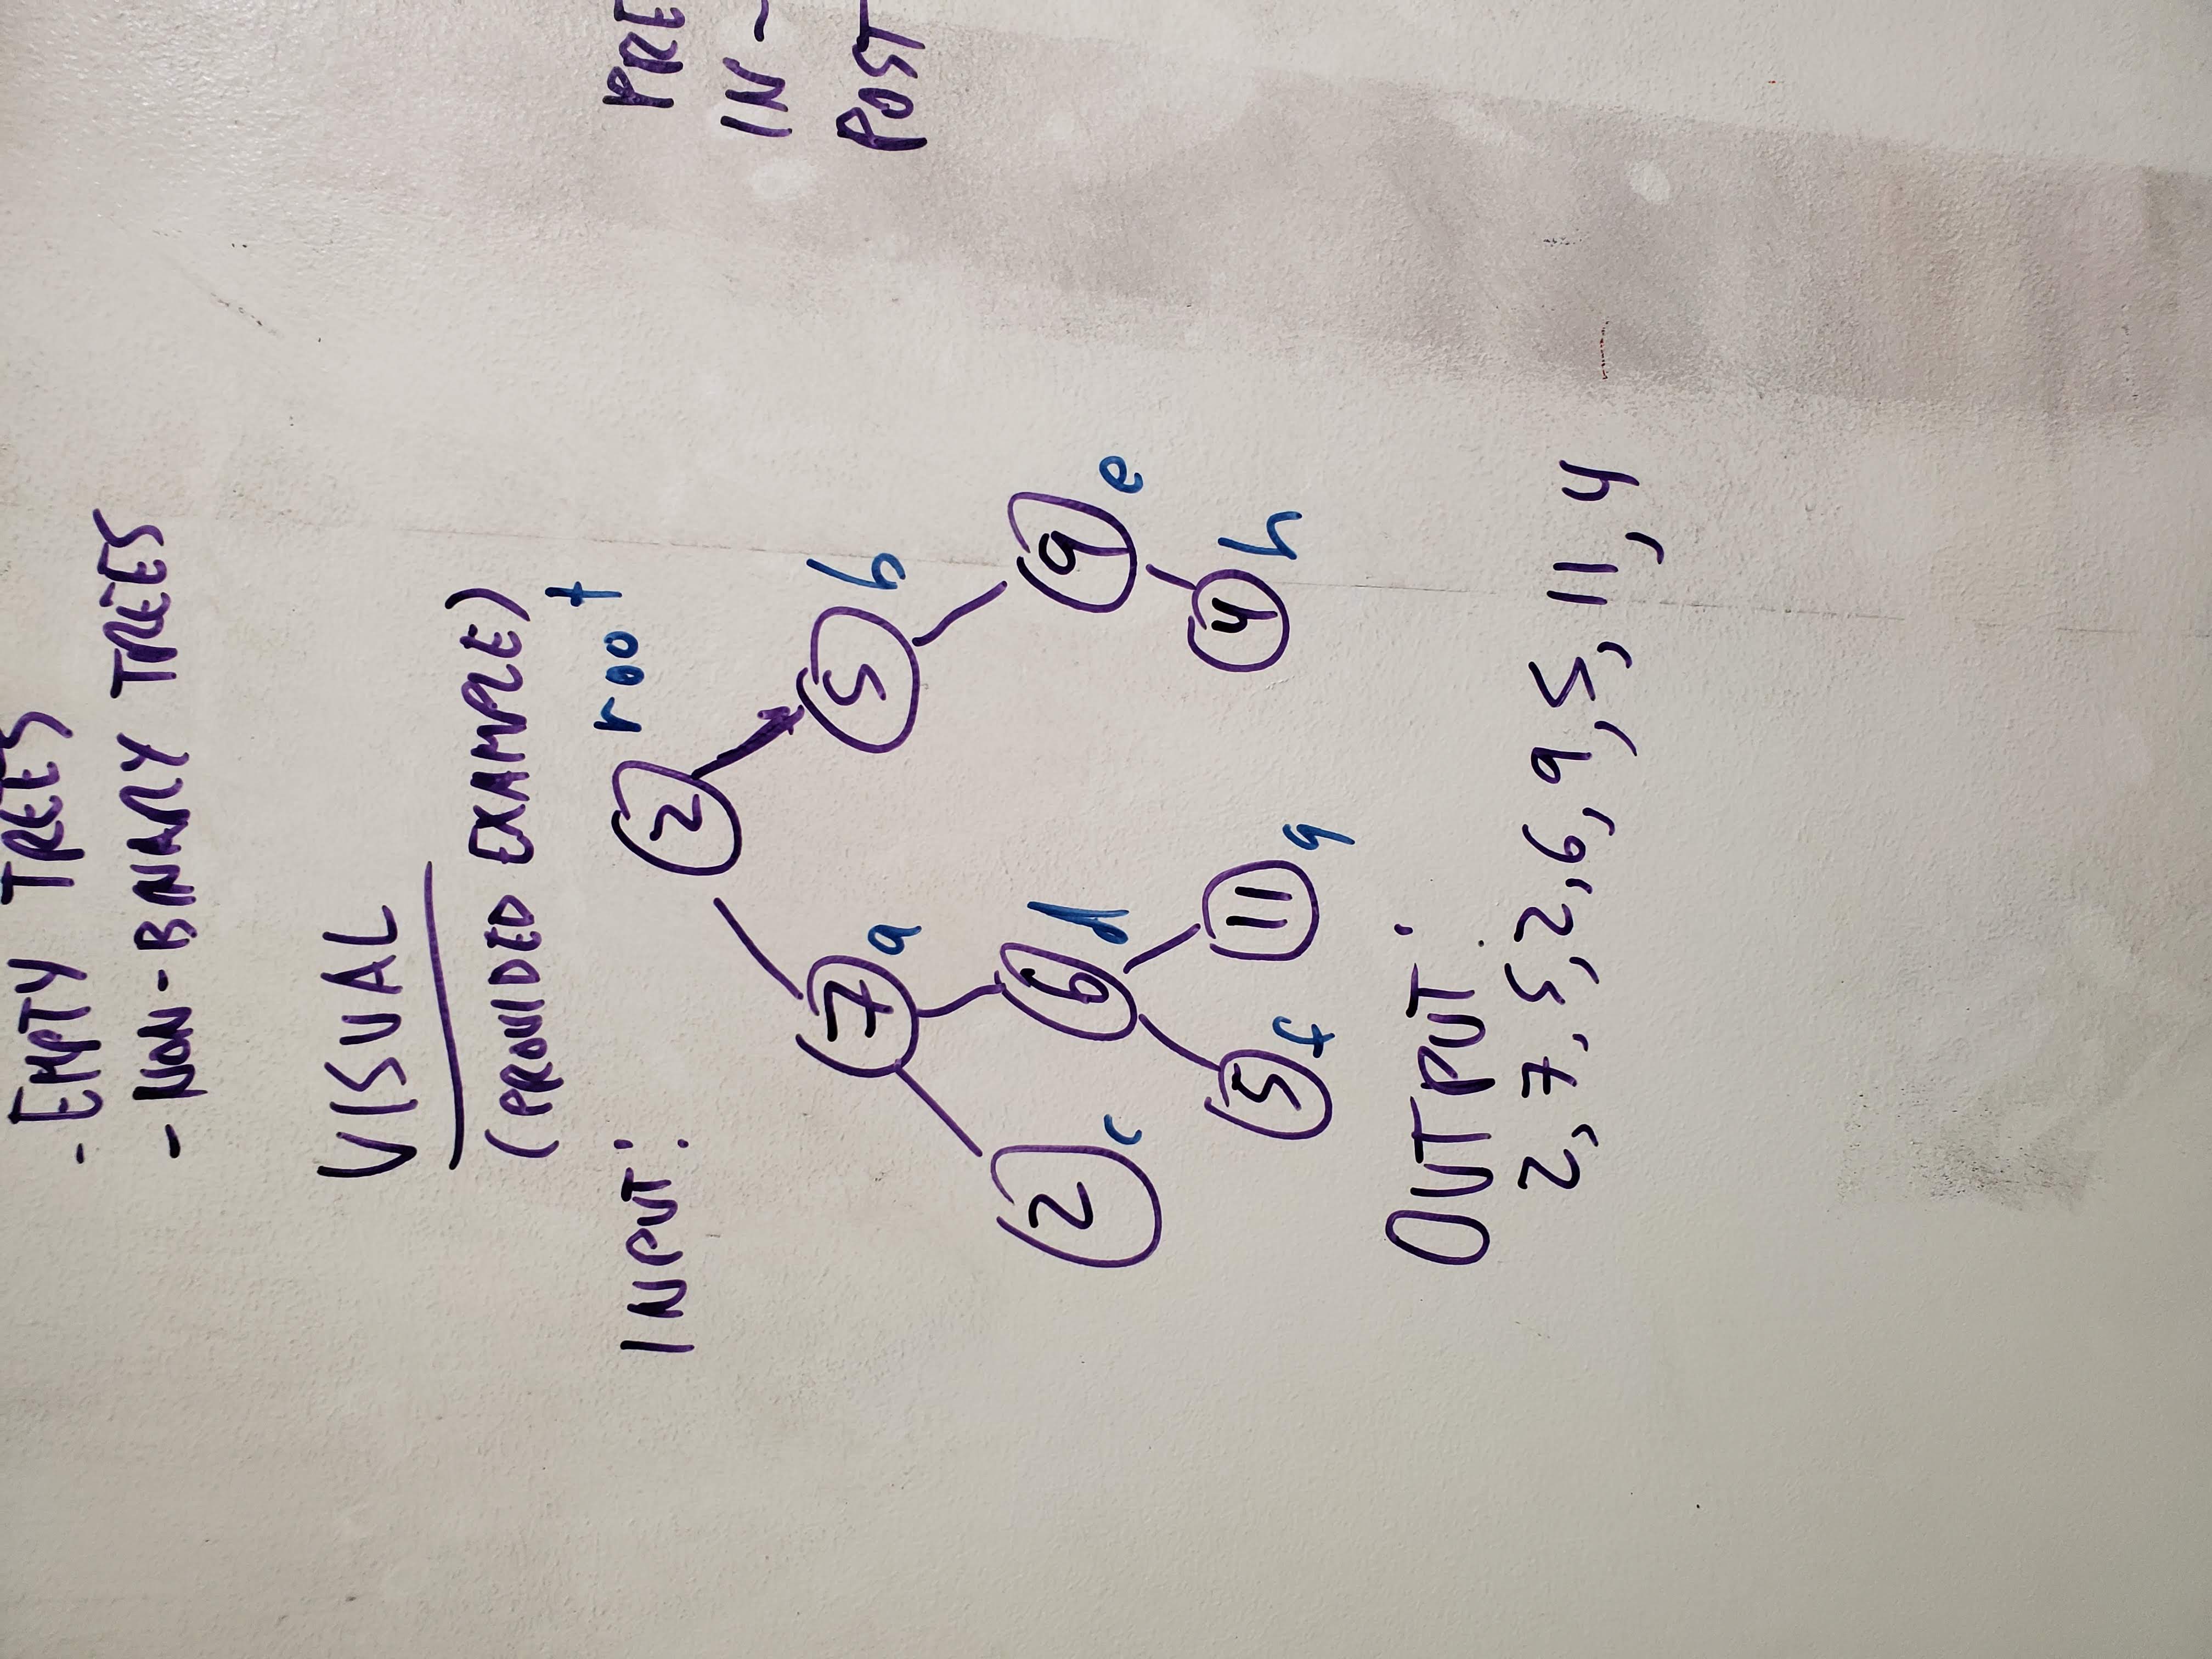 - EMPTY TREES
- NON-BINARY TREES
VISUAL
(PROVIDED EXAMPLE)
INPUT:
2 root
7 a 5 b
2 c 6 d 9 e
5 f 11 g 4 h
OUTPUT:
2, 7, 5, 2, 6, 9, 5, 11, 4
PRE
IN-
POST